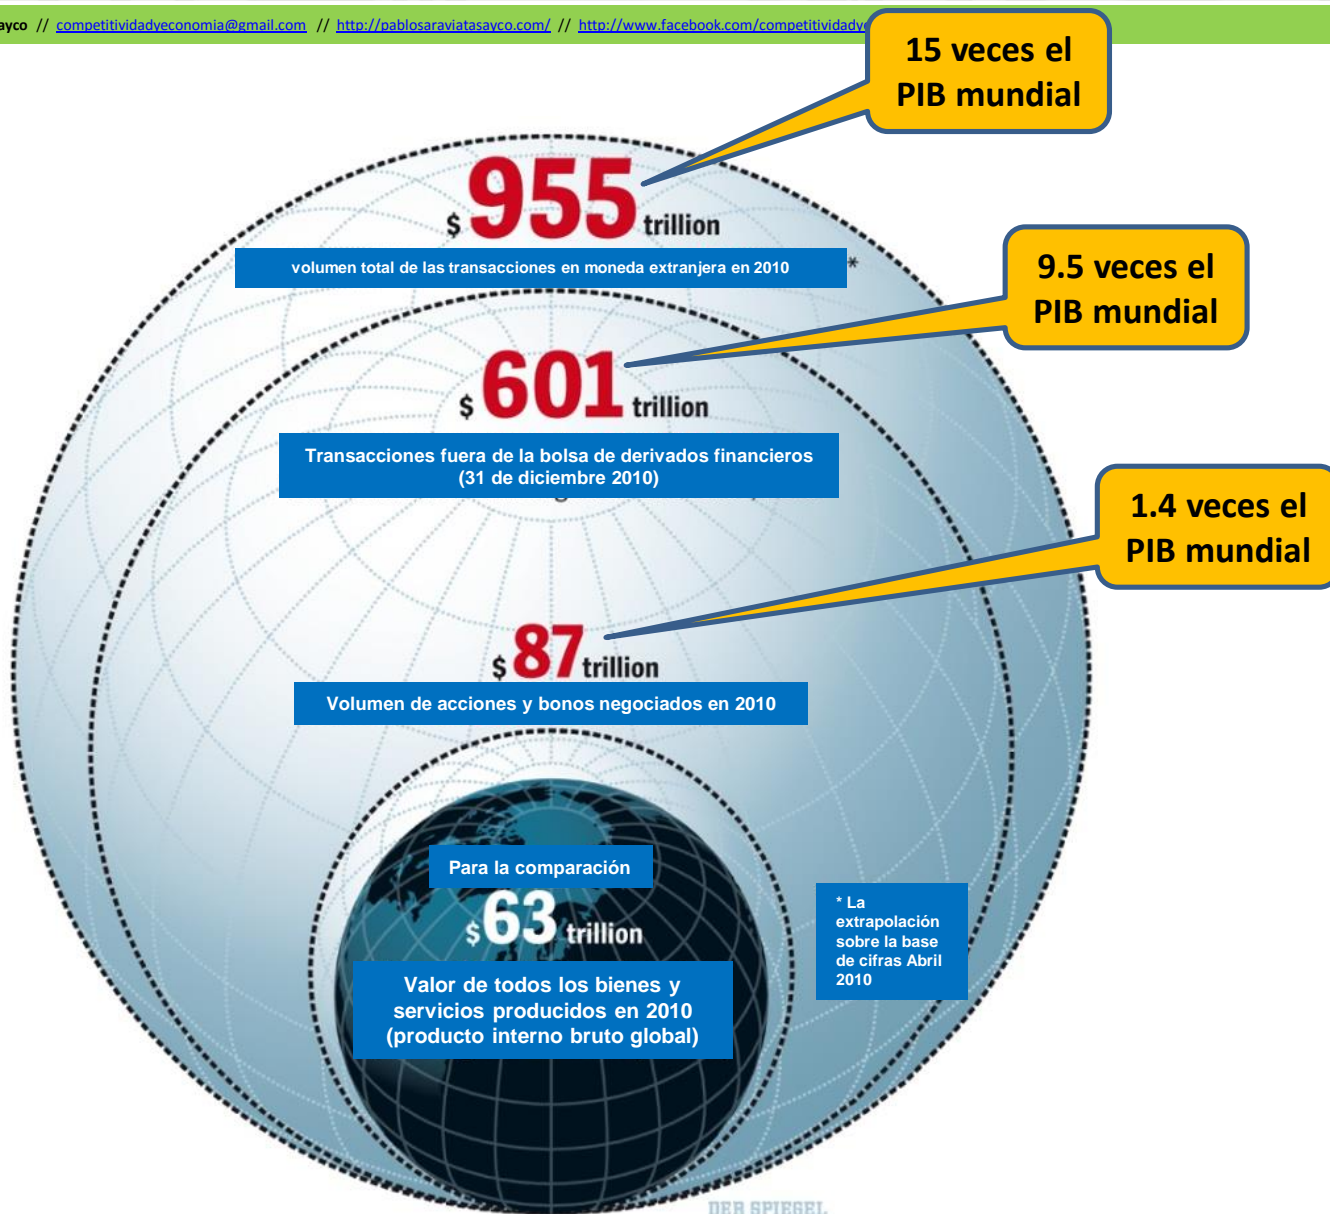 ayco // competitividadyeconomia@gmail.com // http://pablosaraviatasayco.com/ // http://www.facebook.com/competitividady
15 veces el
PIB mundial
$ 955 trillion
volumen total de las transacciones en moneda extranjera en 2010 *
9.5 veces el
PIB mundial
$ 601 trillion
Transacciones fuera de la bolsa de derivados financieros
(31 de diciembre 2010)
1.4 veces el
PIB mundial
$ 87 trillion
Volumen de acciones y bonos negociados en 2010
Para la comparación
$ 63 trillion
Valor de todos los bienes y
servicios producidos en 2010
(producto interno bruto global)
* La
extrapolación
sobre la base
de cifras Abril
2010
DER SPIEGEL